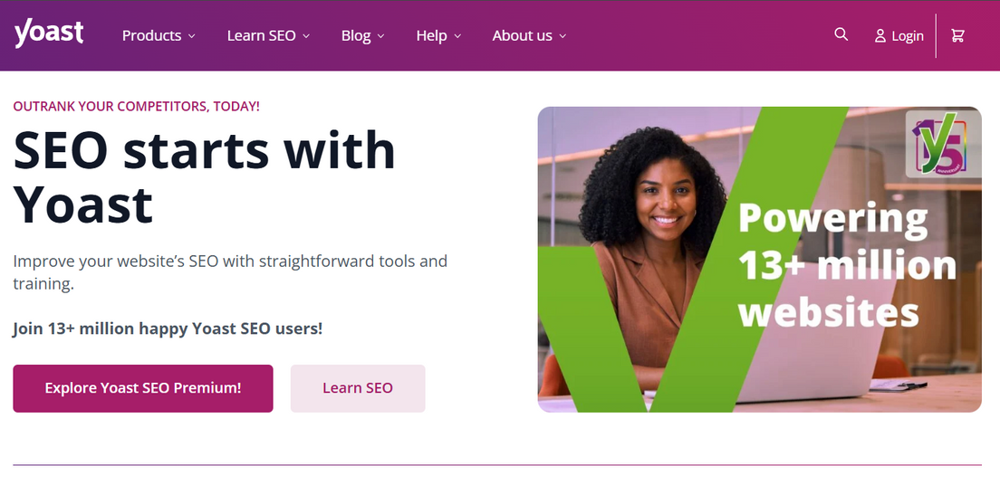 yoast
Products
Learn SEO
Blog
Help
About us
Login
OUTRANK YOUR COMPETITORS, TODAY!
SEO starts with
Yoast
Improve your website’s SEO with straightforward tools and
training.
Join 13+ million happy Yoast SEO users!
Explore Yoast SEO Premium!
Learn SEO
15
y
ANNIVERSARY
Powering
13+ million
websites